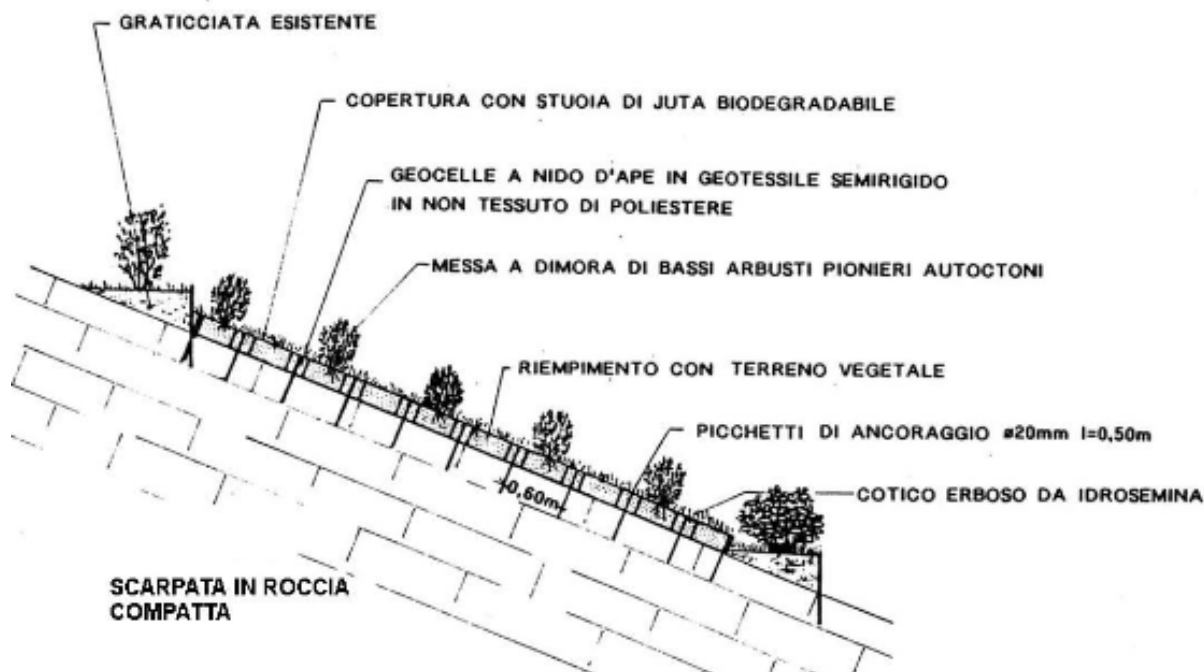 GRATICCIATA ESISTENTE
COPERTURA CON STUOIA DI JUTA BIODEGRADABILE
GEOCELLE A NIDO D'APE IN GEOTESSILE SEMIRIGIDO
IN NON TESSUTO DI POLIESTERE
MESSA A DIMORA DI BASSI ARBUSTI PIONIERI AUTOCTONI
RIEMPIMENTO CON TERRENO VEGETALE
PICCHETTI DI ANCORAGGIO ø20mm l=0,50m
0,60m
COTICO ERBOSO DA IDROSEMINA
SCARPATA IN ROCCIA
COMPATTA